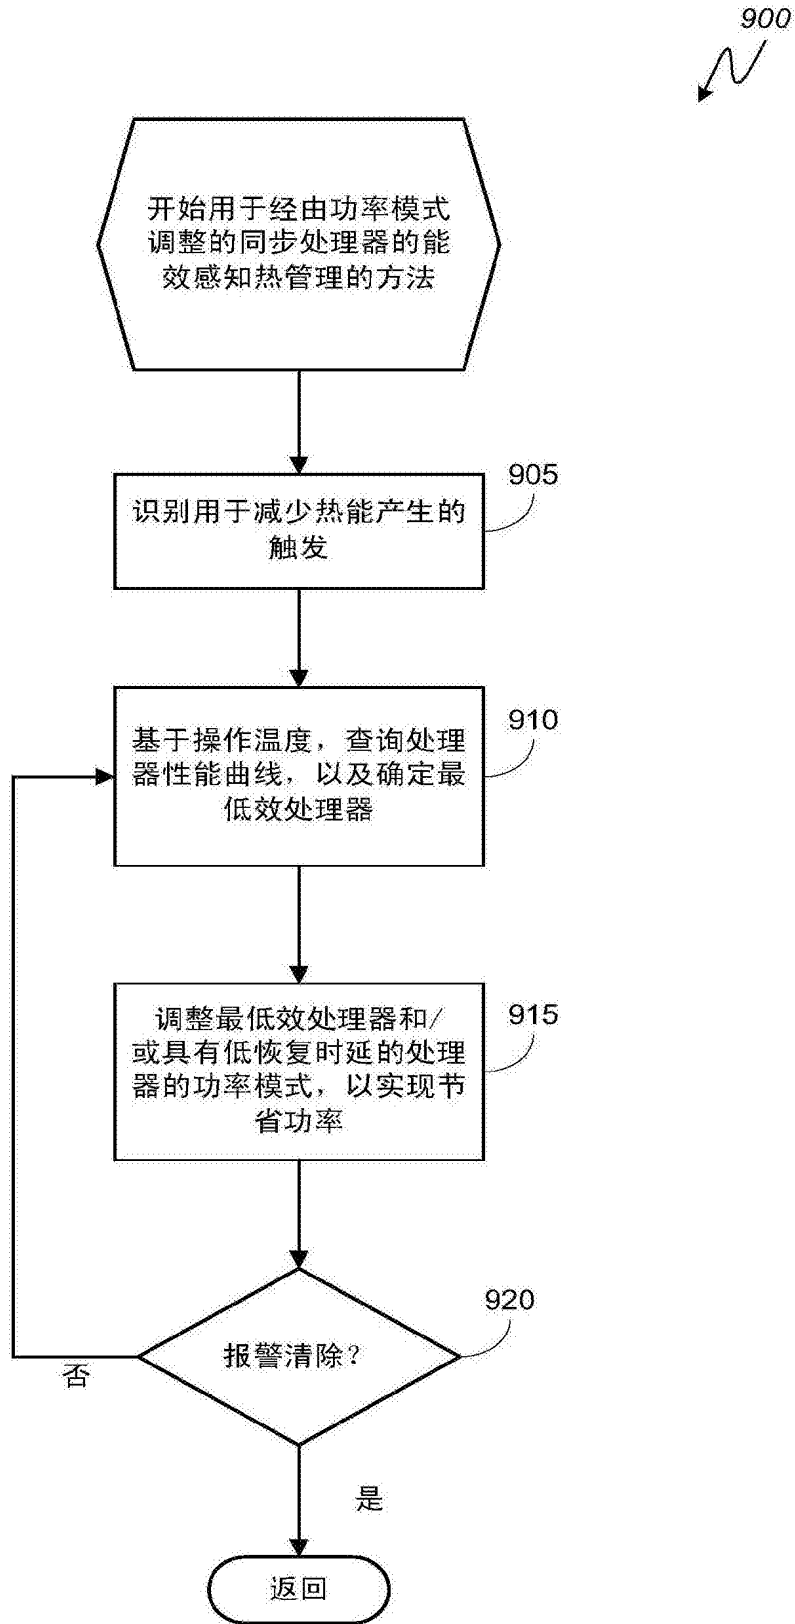 900
开始用于经由功率模式
调整的同步处理器的能
效感知热管理的方法
905
识别用于减少热能产生的
触发
910
基于操作温度，查询处理
器性能曲线，以及确定最
低效处理器
915
调整最低效处理器和/
或具有低恢复时延的处理
器的功率模式，以实现节
省功率
920
报警清除？
否
是
返回